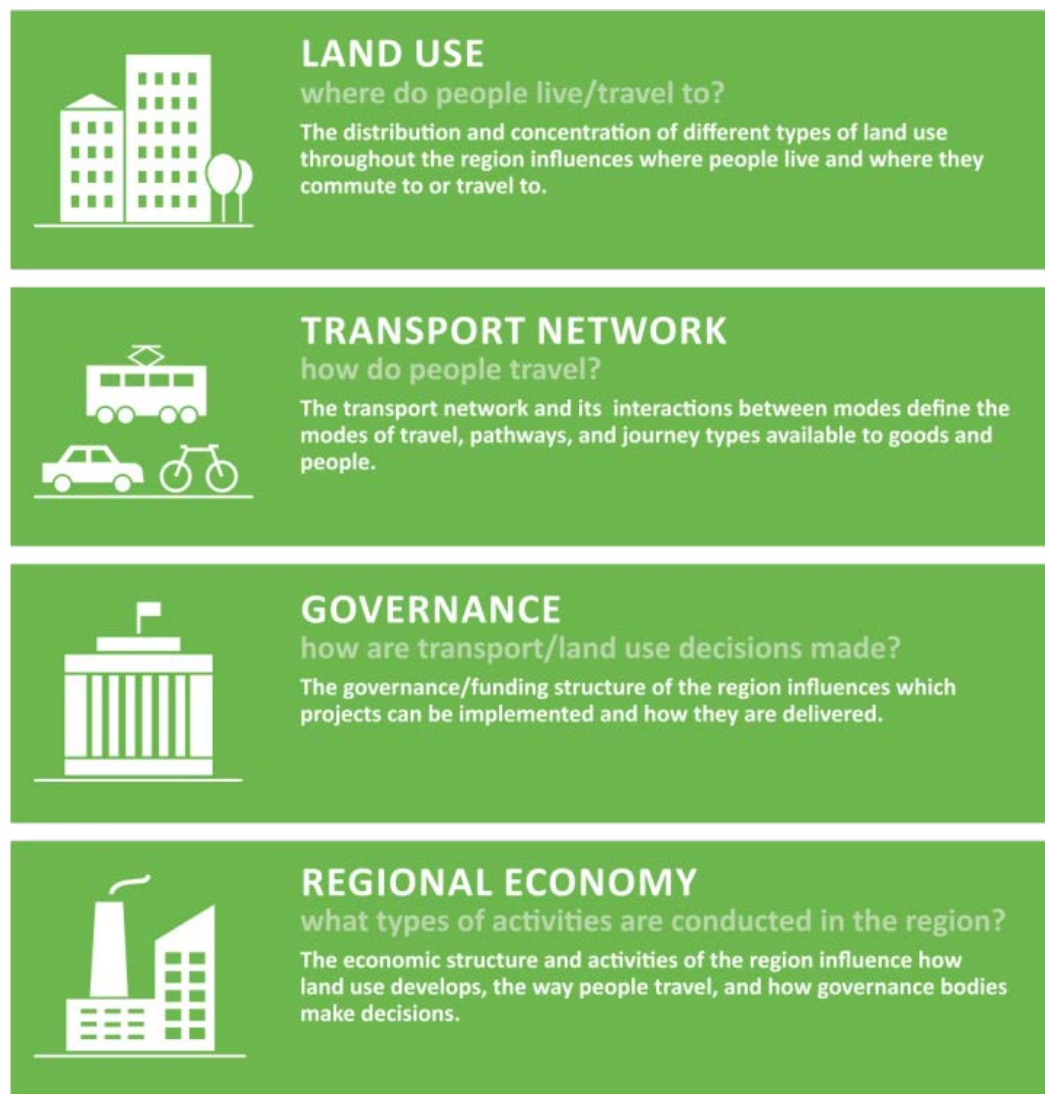 LAND USE
where do people live/travel to?
The distribution and concentration of different types of land use
throughout the region influences where people live and where they
commute to or travel to.
TRANSPORT NETWORK
how do people travel?
The transport network and its  interactions between modes define the
modes of travel, pathways, and journey types available to goods and
people.
GOVERNANCE
how are transport/land use decisions made?
The governance/funding structure of the region influences which
projects can be implemented and how they are delivered.
REGIONAL ECONOMY
what types of activities are conducted in the region?
The economic structure and activities of the region influence how
land use develops, the way people travel, and how governance bodies
make decisions.